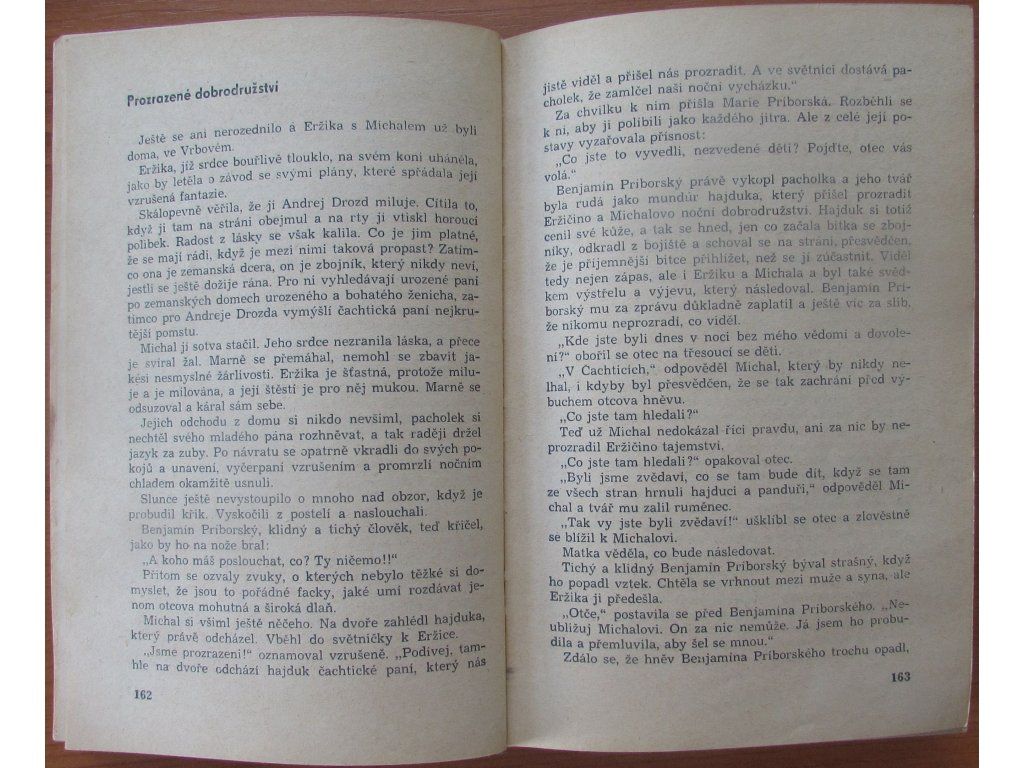 Prozrazené dobrodružství
Ještě se ani nerozednilo a Eržika s Michalem už byli
doma, ve Vrbovém.
Eržika, jíž srdce bouřlivě tlouklo, na svém koni uháněla,
jako by letěla o závod se svými plány, které spřádala její
vzrušená fantazie.
Skálopevně věřila, že ji Andrej Drozd miluje. Cítila to,
když ji tam na stráni obejmul a na rty jí vtiskl horoucí
polibek. Radost z lásky se však kalila. Co je jim platné,
že se mají rádi, když je mezi nimi taková propast? Zatím-
co ona je zemanská dcera, on je zbojník, který nikdy neví,
jestli se ještě dožije rána. Pro ni vyhledávají urozené paní
po zemanských domech urozeného a bohatého ženicha, za-
tímco pro Andreje Drozda vymýšlí čachtická paní nejkru-
tější pomstu.
Michal jí sotva stačil. Jeho srdce nezranila láska, a přece
je svíral žal. Marně se přemáhal, nemohl se zbavit ja-
kési nesmyslné žárlivosti. Eržika je šťastná, protože milu-
je a je milována, a její štěstí je pro něj mukou. Marně se
odsuzoval a káral sám sebe.
Jejich odchodu z domu si nikdo nevšiml, pacholek si
nechtěl svého mladého pána rozhněvat, a tak raději držel
jazyk za zuby. Po návratu se opatrně vkradli do svých po-
kojů a unavení, vyčerpaní vzrušením a promrzlí nočním
chladem okamžitě usnuli.
Slunce ještě nevystoupilo o mnoho nad obzor, když je
probudil křik. Vyskočili z postelí a naslouchali.
Benjamín Príborský, klidný a tichý člověk, teď křičel,
jako by ho na nože bral:
„A koho máš poslouchat, co? Ty ničemo!!"
Přitom se ozvaly zvuky, o kterých nebylo těžké si do-
myslet, že jsou to pořádné facky, jaké umí rozdávat je-
nom otcova mohutná a široká dlaň.
Michal si všiml ještě něčeho. Na dvoře zahlédl hajduka,
který právě odcházel. Vběhl do světničky k Eržice.
„Jsme prozrazeni!" oznamoval vzrušeně. „Podívej, tam-
hle na dvoře odchází hajduk čachtické paní, který nás
162
jistě viděl a přišel nás prozradit. A ve světnici dostává pa-
cholek, že zamlčel naši noční vycházku."
Za chvilku k nim přišla Marie Príborská. Rozběhli se
k ní, aby ji políbili jako každého jitra. Ale z celé její po-
stavy vyzařovala přísnost:
„Co jste to vyvedli, nezvedené děti? Pojďte, otec vás
volá."
Benjamín Príborský právě vykopl pacholka a jeho tvář
byla rudá jako mundúr hajduka, který přišel prozradit
Eržičino a Michalovo noční dobrodružství. Hajduk si totiž
cenil své kůže, a tak se hned, jen co začala bitka se zboj-
níky, odkradl z bojiště a schoval se na stráni, přesvědčen,
že je příjemnější bitce přihlížet, než se jí zúčastnit. Viděl
tedy nejen zápas, ale i Eržiku a Michala a byl také svěd-
kem výstřelu a výjevu, který následoval. Benjamín Prí-
borský mu za zprávu důkladně zaplatil a ještě víc za slib,
že nikomu neprozradí, co viděl.
„Kde jste byli dnes v noci bez mého vědomí a dovole-
ní?" obořil se otec na třesoucí se děti.
„V Čachticích," odpověděl Michal, který by nikdy ne-
lhal, i kdyby byl přesvědčen, že se tak zachrání před vý-
buchem otcova hněvu.
„Co jste tam hledali?"
Teď už Michal nedokázal říci pravdu, ani za nic by ne-
prozradil Eržičino tajemství.
„Co jste tam hledali?" opakoval otec.
„Byli jsme zvědaví, co se tam bude dít, když se tam
ze všech stran hrnuli hajduci a panduři," odpověděl Mi-
chal a tvář mu zalil ruměnec.
„Tak vy jste byli zvědaví!" ušklíbl se otec a zlověstně
se blížil k Michalovi.
Matka věděla, co bude následovat.
Tichý a klidný Benjamín Príborský býval strašný, když
ho popadl vztek. Chtěla se vrhnout mezi muže a syna, ale
Eržika ji předešla.
„Otče," postavila se před Benjamína Príborského. „Ne-
ubližuj Michalovi. On za nic nemůže. Já jsem ho probu-
dila a přemluvila, aby šel se mnou."
Zdálo se, že hněv Benjamína Príborského trochu opadl,
163